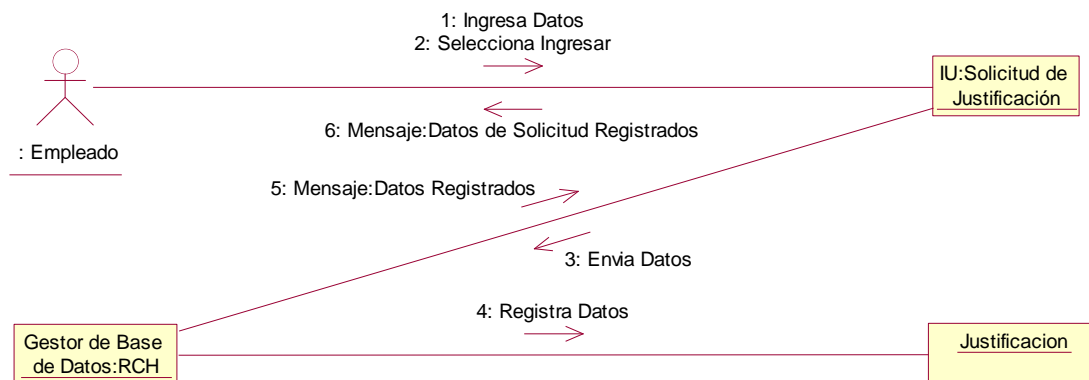 1: Ingresa Datos
2: Selecciona Ingresar
IU:Solicitud de
Justificación
: Empleado
6: Mensaje:Datos de Solicitud Registrados
5: Mensaje:Datos Registrados
3: Envia Datos
4: Registra Datos
Gestor de Base
de Datos:RCH
Justificacion